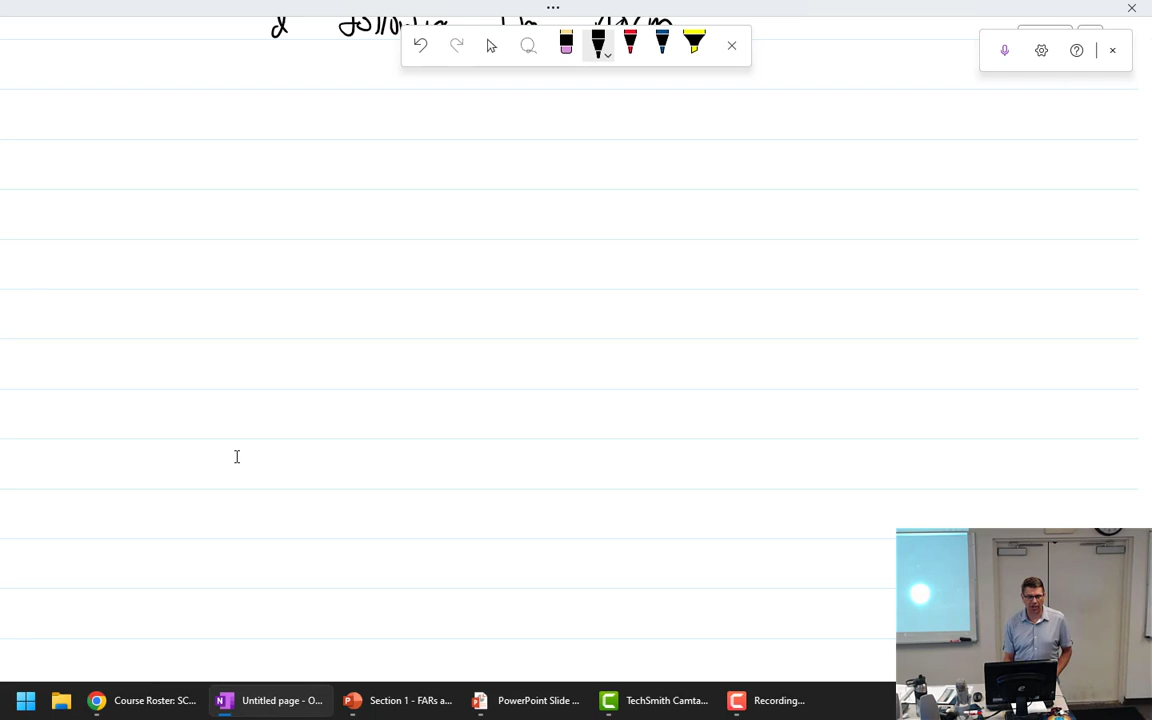 Course Roster: SC...
Untitled page - O...
Section 1 - FARs a...
PowerPoint Slide ...
TechSmith Camta...
Recording...